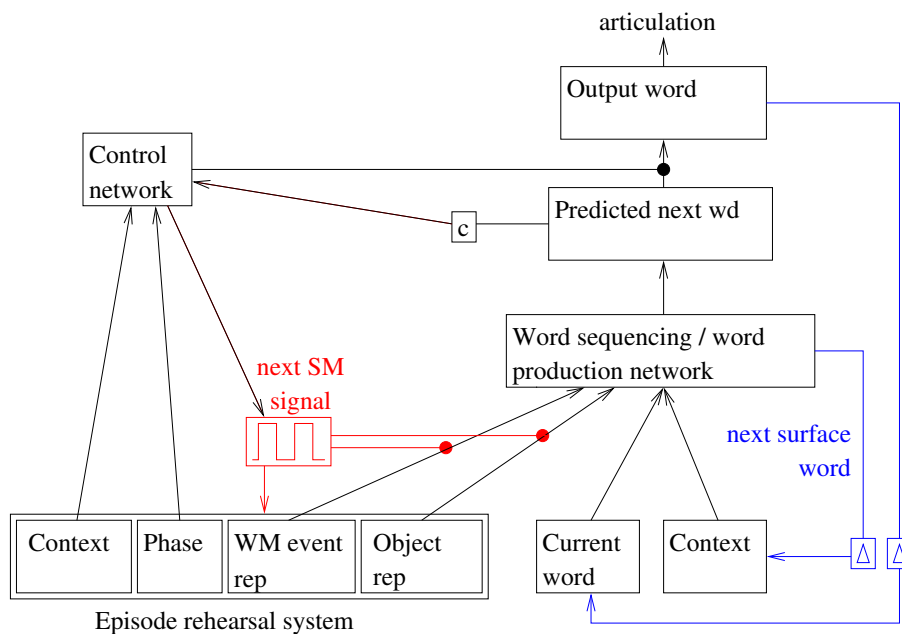 articulation
Output word
Control
network
Predicted next wd
c
Word sequencing / word
production network
next SM
signal
next surface
word
Context
Phase
WM event
rep
Object
rep
Current
word
Context
Δ
Δ
Episode rehearsal system